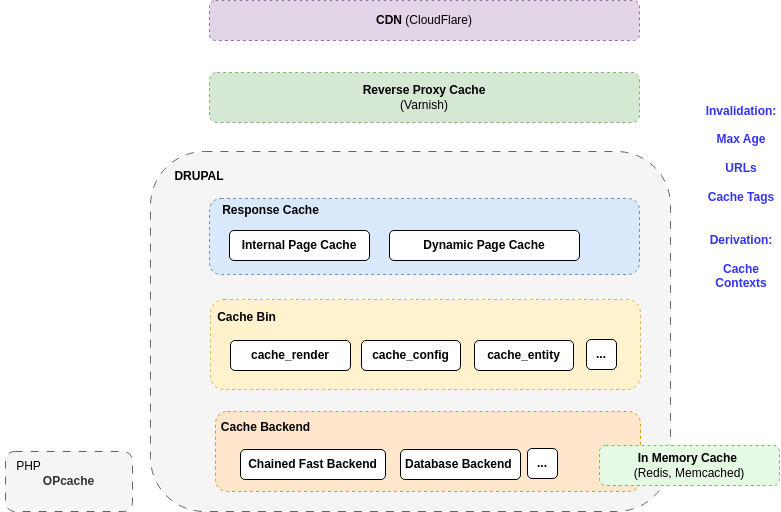 CDN (CloudFlare)
Reverse Proxy Cache
(Varnish)
Invalidation:
Max Age
URLs
Cache Tags
Derivation:
Cache
Contexts
DRUPAL
Response Cache
Internal Page Cache
Dynamic Page Cache
Cache Bin
cache_render
cache_config
cache_entity
...
Cache Backend
Chained Fast Backend
Database Backend
...
In Memory Cache
(Redis, Memcached)
PHP
OPcache